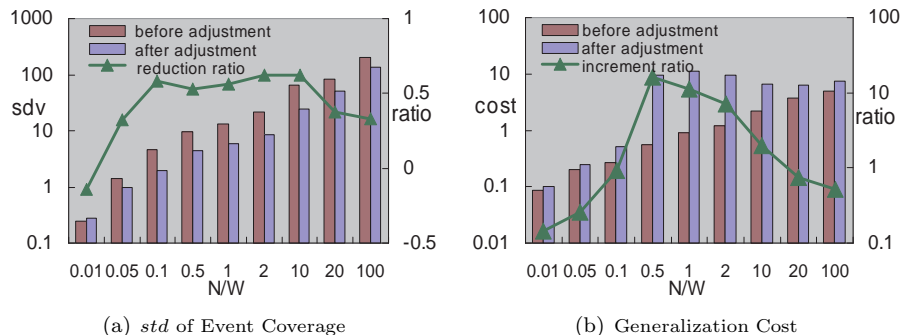 1000
100
sdv
10
1
0.1
before adjustment
after adjustment
reduction ratio
1
0.5
ratio
0
-0.5
0.01 0.05 0.1 0.5 1 2 10 20 100
N/W
(a) std of Event Coverage
100
10
cost
1
0.1
0.01
before adjustment
after adjustment
increment ratio
100
10
ratio
1
0.1
0.01 0.05 0.1 0.5 1 2 10 20 100
N/W
(b) Generalization Cost